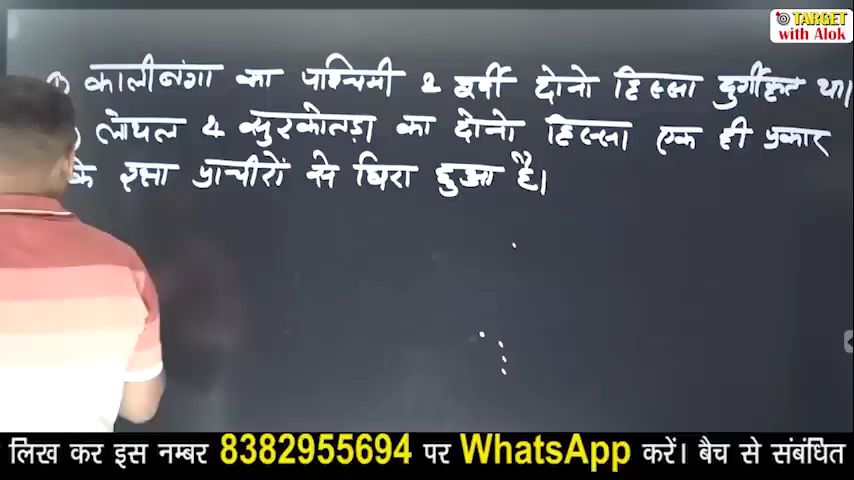 TARGET
with Alok
कालीबंगा का पश्चिमी & पूर्वी दोनो हिस्सा दुर्गीकृत था।
लोथल & सुरकोतड़ा का दोनो हिस्सा एक ही प्रकार
के रक्षा प्राचीरों से घिरा हुआ है।
लिख कर इस नम्बर 8382955694 पर WhatsApp करें। बैच से संबंधित